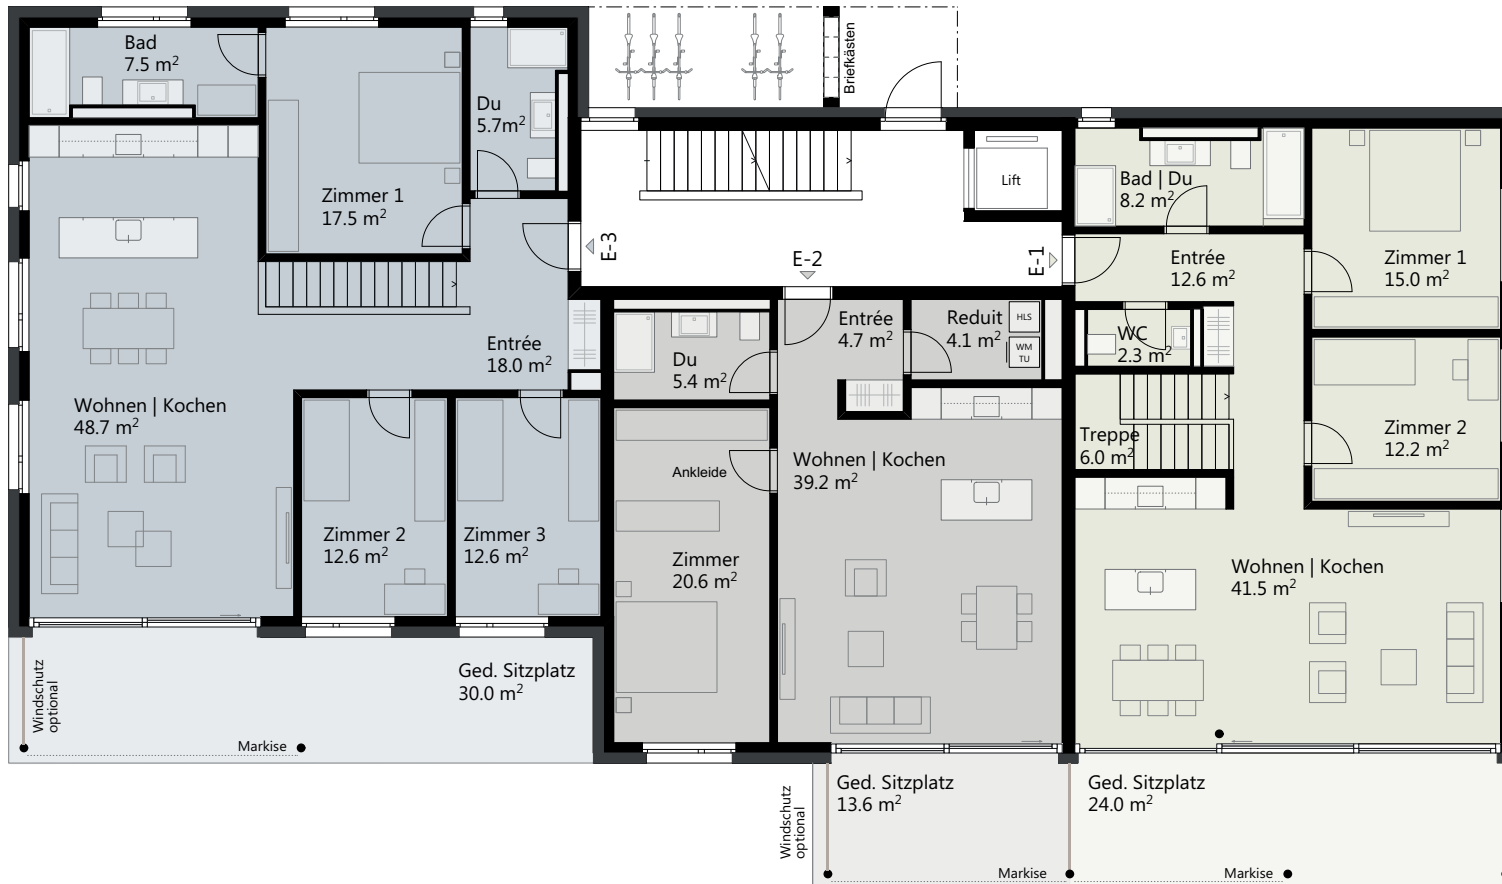 Bad
7.5 m²
Zimmer 1
17.5 m²
Du
5.7m²
Briefkästen
Lift
E-3
E-2
E-1
Bad | Du
8.2 m²
Entrée
12.6 m²
Zimmer 1
15.0 m²
Entrée
18.0 m²
Du
5.4 m²
Entrée
4.7 m²
Reduit
4.1 m²
HLS
WM
TU
WC
2.3 m²
Zimmer 2
12.2 m²
Treppe
6.0 m²
Wohnen | Kochen
48.7 m²
Zimmer 2
12.6 m²
Zimmer 3
12.6 m²
Ankleide
Zimmer
20.6 m²
Wohnen | Kochen
39.2 m²
Wohnen | Kochen
41.5 m²
Ged. Sitzplatz
30.0 m²
Windschutz
optional
Markise
Ged. Sitzplatz
13.6 m²
Windschutz
optional
Markise
Ged. Sitzplatz
24.0 m²
Markise